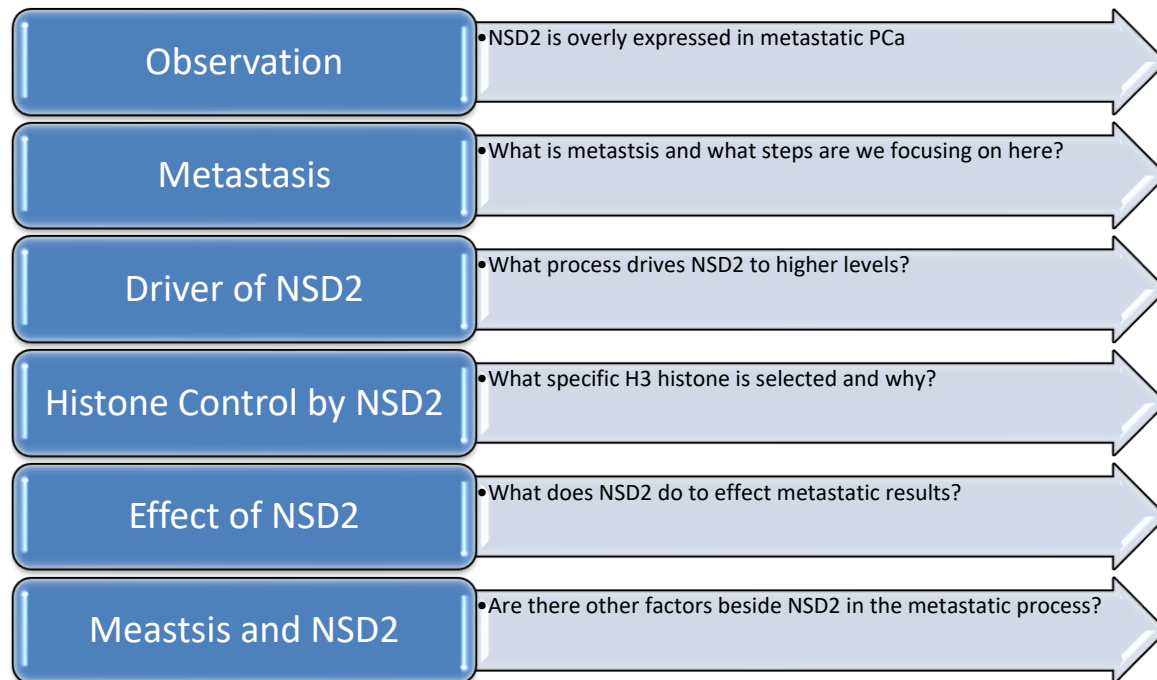 Observation
•NSD2 is overly expressed in metastatic PCa
Metastasis
•What is metastsis and what steps are we focusing on here?
Driver of NSD2
•What process drives NSD2 to higher levels?
Histone Control by NSD2
•What specific H3 histone is selected and why?
Effect of NSD2
•What does NSD2 do to effect metastatic results?
Meastsis and NSD2
•Are there other factors beside NSD2 in the metastatic process?